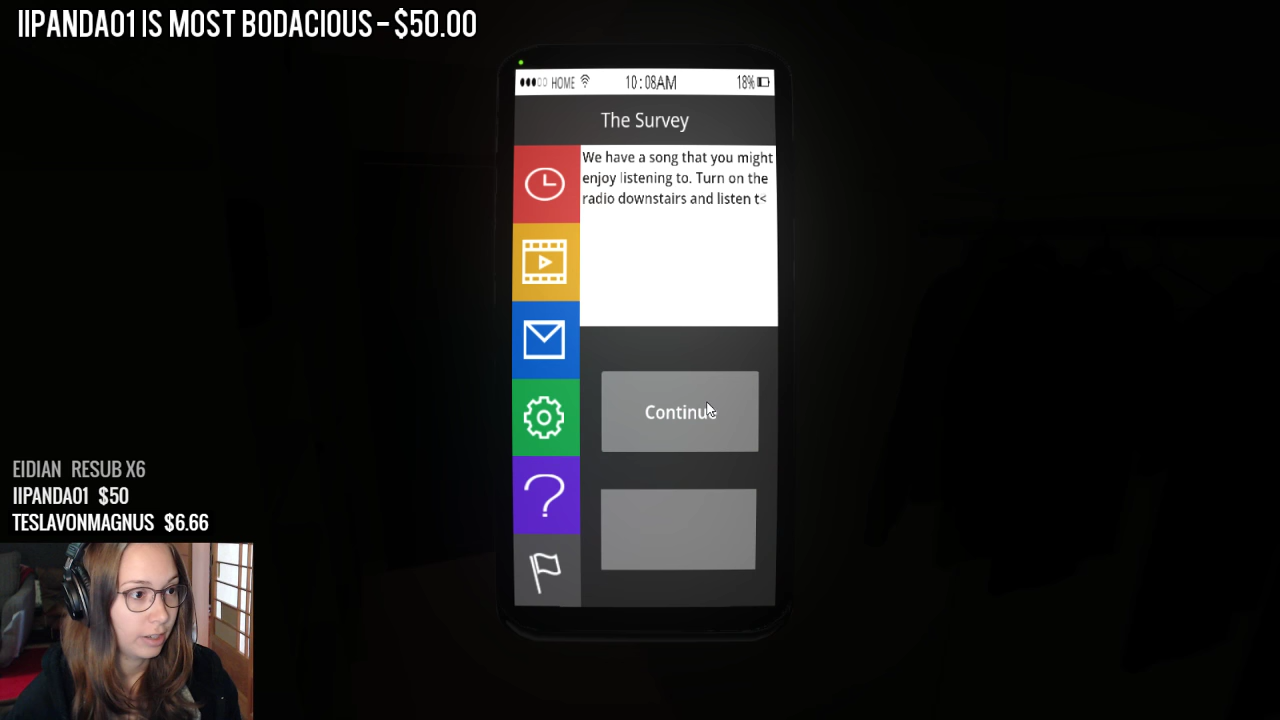 IIPANDA01 IS MOST BODACIOUS - $50.00
HOME 10:08AM 18%
The Survey
We have a song that you might
enjoy listening to. Turn on the
radio downstairs and listen t<
Continue
EIDIAN RESUB X6
IIPANDA01 $50
TESLAVONMAGNUS $6.66